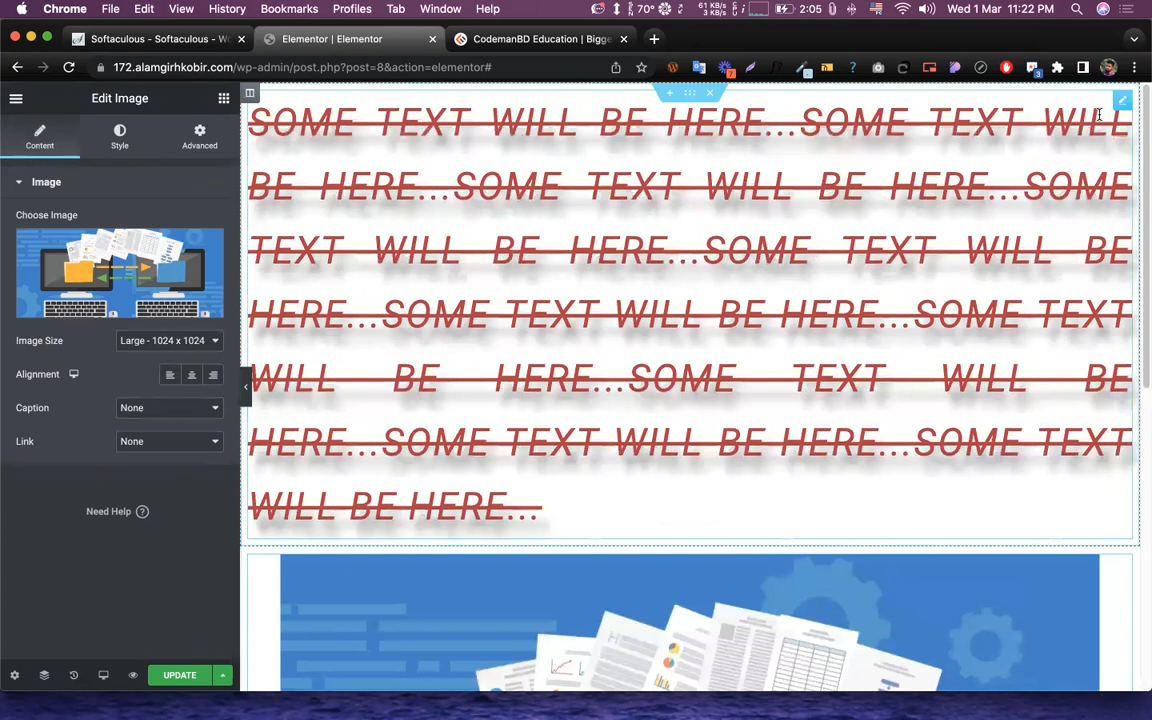 Chrome File Edit View History Bookmarks Profiles Tab Window Help
70° 61 KB/s 3 KB/s 2:05 Wed 1 Mar 11:22 PM
Softaculous - Softaculous - Wo
Elementor | Elementor
CodemanBD Education | Bigge
172.alamgirhkobir.com/wp-admin/post.php?post=8&action=elementor#
Edit Image
Content Style Advanced
Image
Choose Image
Image Size Large - 1024 x 1024
Alignment
Caption None
Link None
Need Help ?
UPDATE
SOME TEXT WILL BE HERE...SOME TEXT WILL
BE HERE...SOME TEXT WILL BE HERE...SOME
TEXT WILL BE HERE...SOME TEXT WILL BE
HERE...SOME TEXT WILL BE HERE...SOME TEXT
WILL BE HERE...SOME TEXT WILL BE
HERE...SOME TEXT WILL BE HERE...SOME TEXT
WILL BE HERE...